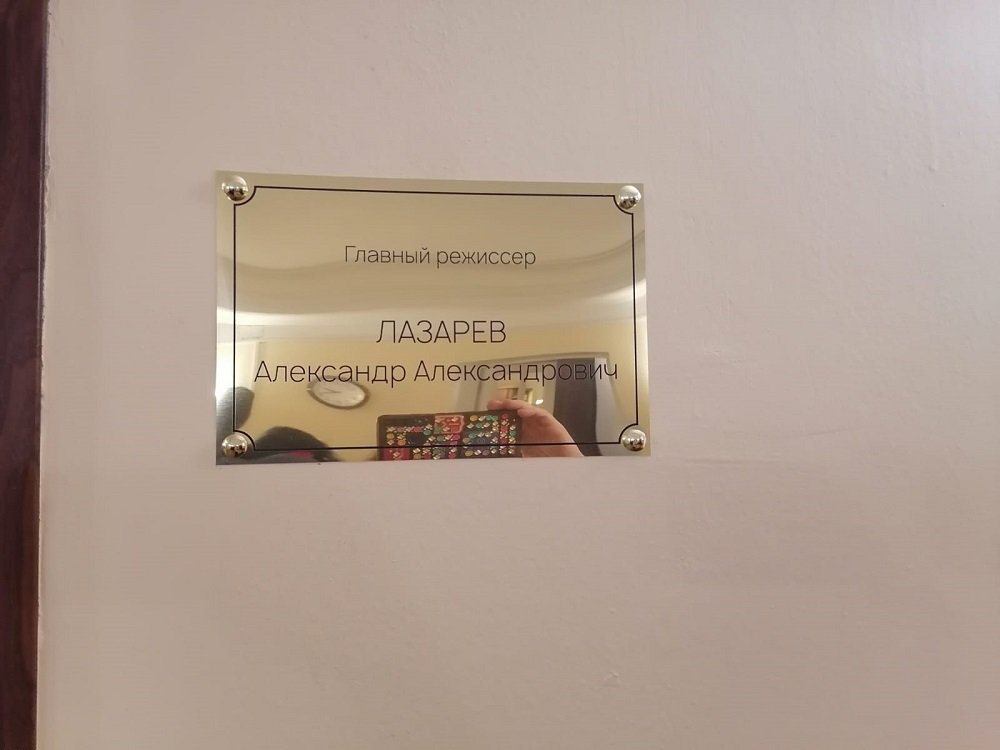 Главный режиссер
ЛАЗАРЕВ
Александр Александрович